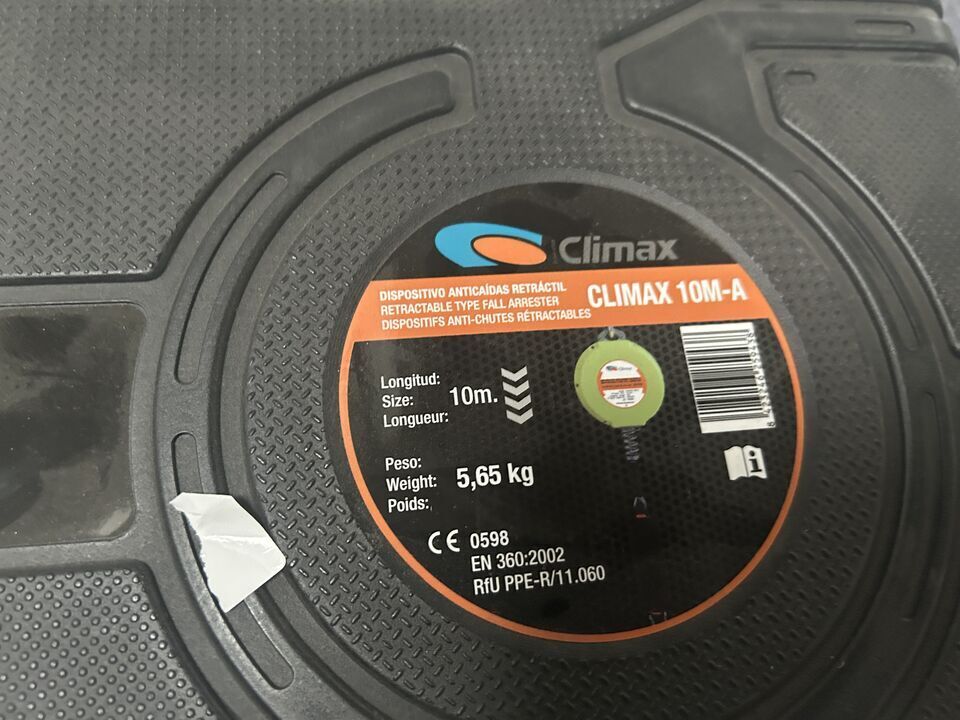 Climax
DISPOSITIVO ANTICAÍDAS RETRÁCTIL
RETRACTABLE TYPE FALL ARRESTER
DISPOSITIFS ANTI-CHUTES RÉTRACTABLES
CLIMAX 10M-A
Longitud:
Size:
Longueur:
10m.
Climax
Peso:
Weight:
Poids:
5,65 kg
CE 0598
EN 360:2002
RfU PPE-R/11.060
i